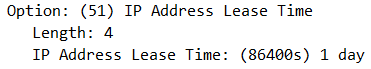 Option: (51) IP Address Lease Time
Length: 4
IP Address Lease Time: (86400s) 1 day